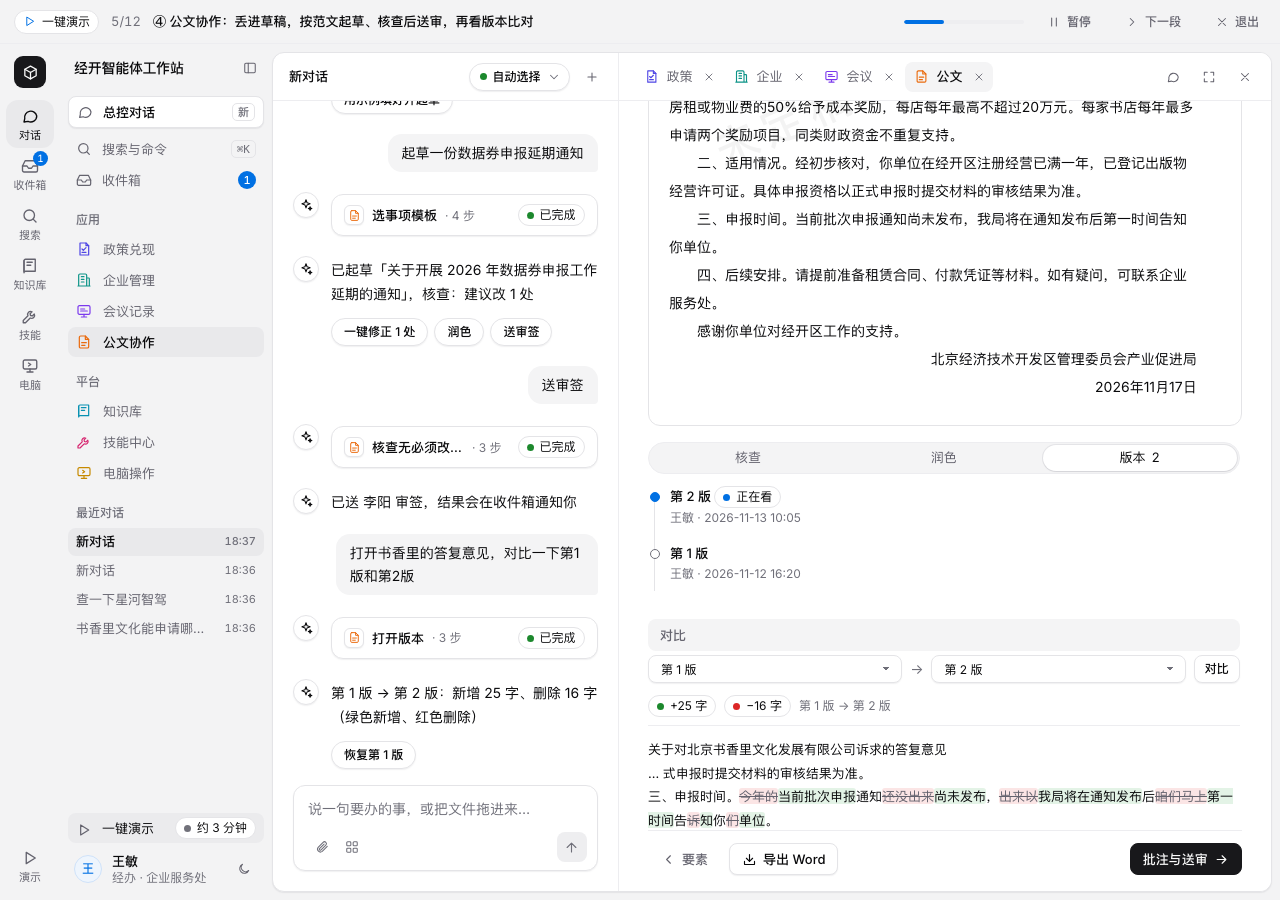 一键演示
5/12
④ 公文协作：丢进草稿，按范文起草、核查后送审，再看版本比对
暂停
下一段
退出
对话
1
收件箱
搜索
知识库
技能
电脑
演示
经开智能体工作站
总控对话
新
搜索与命令
⌘K
收件箱
1
应用
政策兑现
企业管理
会议记录
公文协作
平台
知识库
技能中心
电脑操作
最近对话
新对话 18:37
新对话 18:36
查一下星河智驾 18:36
书香里文化能申请哪... 18:36
一键演示
约 3 分钟
王
王敏
经办 · 企业服务处
新对话
自动选择
起草一份数据券申报延期通知
选事项模板 · 4 步
已完成
已起草「关于开展 2026 年数据券申报工作
延期的通知」，核查：建议改 1 处
一键修正 1 处
润色
送审签
送审签
核查无必须改... · 3 步
已完成
已送 李阳 审签，结果会在收件箱通知你
打开书香里的答复意见，对比一下第1
版和第2版
打开版本 · 3 步
已完成
第 1 版 → 第 2 版：新增 25 字、删除 16 字
（绿色新增、红色删除）
恢复第 1 版
说一句要办的事，或把文件拖进来...
政策
企业
会议
公文
房租或物业费的50%给予成本奖励，每店每年最高不超过20万元。每家书店每年最多
申请两个奖励项目，同类财政资金不重复支持。
二、适用情况。经初步核对，你单位在经开区注册经营已满一年，已登记出版物
经营许可证。具体申报资格以正式申报时提交材料的审核结果为准。
三、申报时间。当前批次申报通知尚未发布，我局将在通知发布后第一时间告知
你单位。
四、后续安排。请提前准备租赁合同、付款凭证等材料。如有疑问，可联系企业
服务处。
感谢你单位对经开区工作的支持。
北京经济技术开发区管理委员会产业促进局
2026年11月17日
核查
润色
版本 2
第 2 版
正在看
王敏 · 2026-11-13 10:05
第 1 版
王敏 · 2026-11-12 16:20
对比
第 1 版
→
第 2 版
对比
+25 字
−16 字
第 1 版 → 第 2 版
关于对北京书香里文化发展有限公司诉求的答复意见
... 式申报时提交材料的审核结果为准。
三、申报时间。今年的当前批次申报通知还没出来尚未发布，出来以我局将在通知发布后咱们马上第一
时间告诉知你们单位。
要素
导出 Word
批注与送审 →